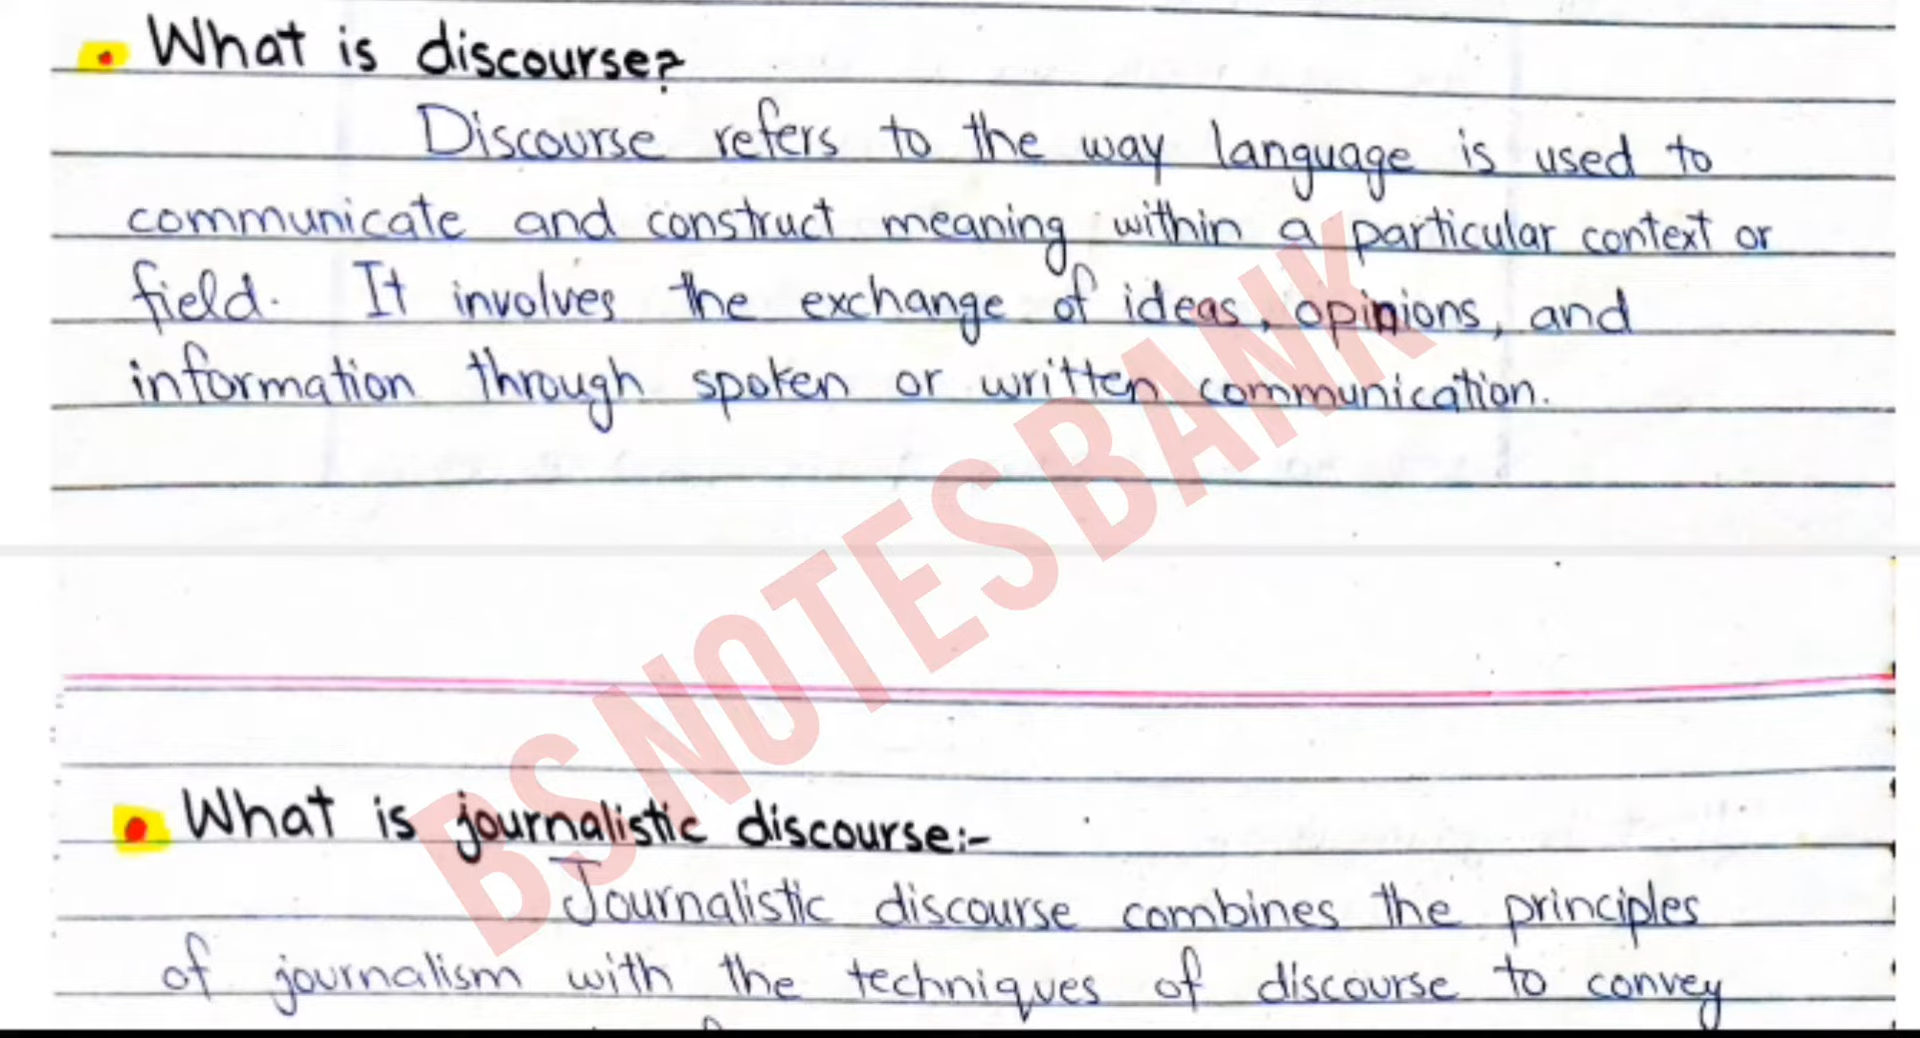 What is discourse?
Discourse refers to the way language is used to
communicate and construct meaning within a particular context or
field. It involves the exchange of ideas, opinions, and
information through spoken or written communication.
BSNOTESBANK
What is journalistic discourse:-
Journalistic discourse combines the principles
of journalism with the techniques of discourse to convey